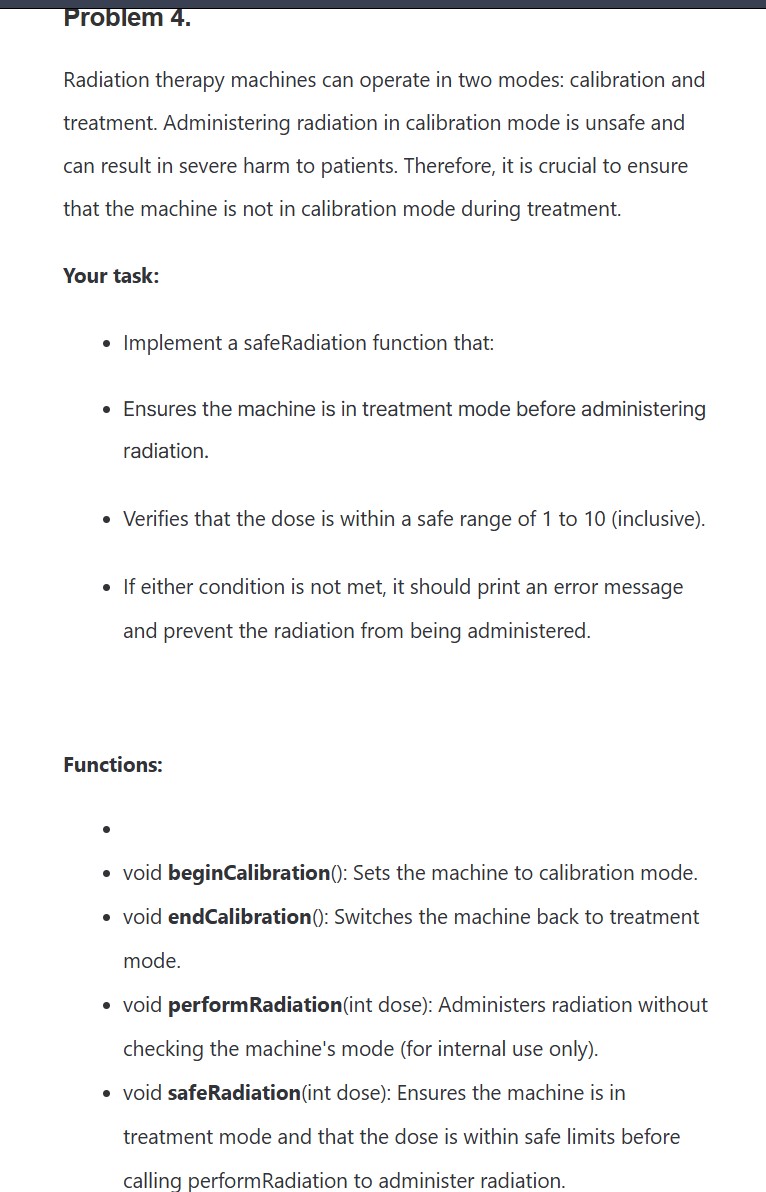 Problem 4.
Radiation therapy machines can operate in two modes: calibration and
treatment. Administering radiation in calibration mode is unsafe and
can result in severe harm to patients. Therefore, it is crucial to ensure
that the machine is not in calibration mode during treatment.
Your task:
• Implement a safeRadiation function that:
• Ensures the machine is in treatment mode before administering
radiation.
• Verifies that the dose is within a safe range of 1 to 10 (inclusive).
• If either condition is not met, it should print an error message
and prevent the radiation from being administered.
Functions:
•
• void beginCalibration(): Sets the machine to calibration mode.
• void endCalibration(): Switches the machine back to treatment
mode.
• void performRadiation(int dose): Administers radiation without
checking the machine's mode (for internal use only).
• void safeRadiation(int dose): Ensures the machine is in
treatment mode and that the dose is within safe limits before
calling performRadiation to administer radiation.